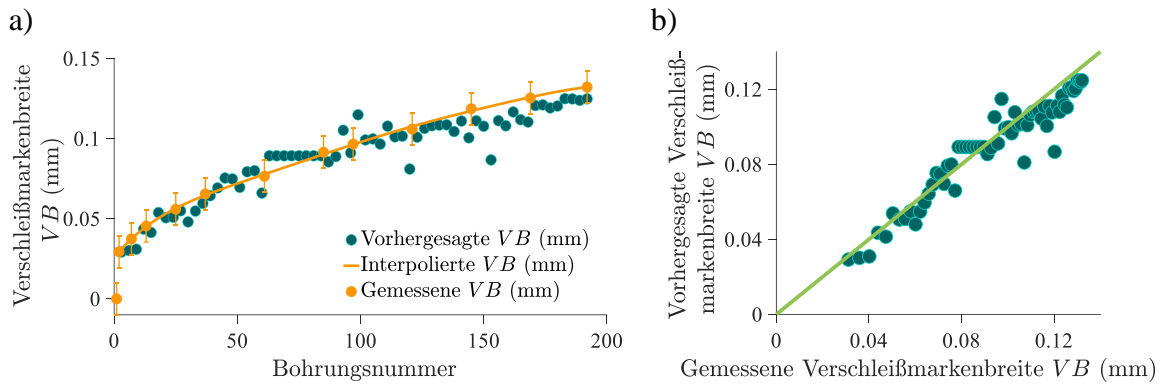 a)
Verschleißmarkenbreite
VB (mm)
0.15
0.1
0.05
0
0
50
100
150
200
Bohrungsnummer
Vorhergesagte VB (mm)
Interpolierte VB (mm)
Gemessene VB (mm)
b)
Vorhergesagte Verschleiß-
markenbreite VB (mm)
0.12
0.08
0.04
0
0
0.04
0.08
0.12
Gemessene Verschleißmarkenbreite VB (mm)